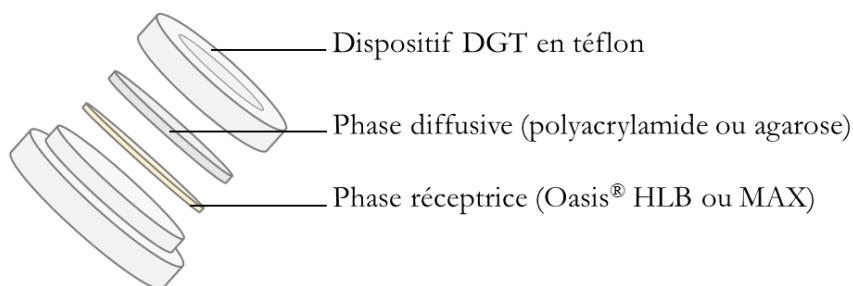 Dispositif DGT en téflon
Phase diffusive (polyacrylamide ou agarose)
Phase réceptrice (Oasis® HLB ou MAX)